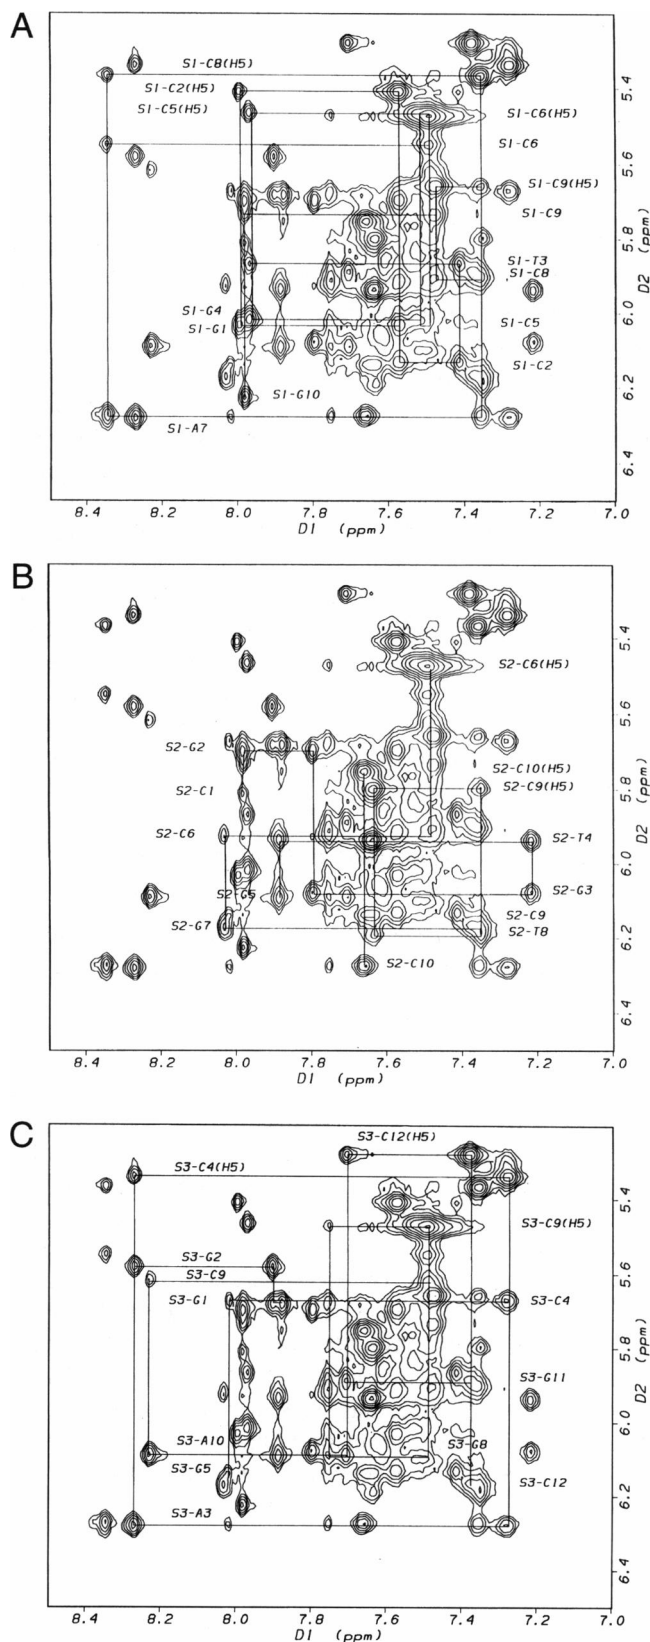 A
S1-C8(H5)
S1-C2(H5)
S1-C5(H5)
S1-C6(H5)
S1-C6
S1-C9(H5)
S1-C9
S1-T3
S1-C8
S1-G4
S1-C5
S1-G1
S1-C2
S1-G10
S1-A7
5.4
5.6
5.8
6.0
6.2
6.4
D2 (ppm)
8.4 8.2 8.0 7.8 7.6 7.4 7.2 7.0
D1 (ppm)
B
S2-C6(H5)
S2-G2
S2-C10(H5)
S2-C1
S2-C9(H5)
S2-C6
S2-T4
S2-G5
S2-G3
S2-C9
S2-G7
S2-T8
S2-C10
5.4
5.6
5.8
6.0
6.2
6.4
D2 (ppm)
8.4 8.2 8.0 7.8 7.6 7.4 7.2 7.0
D1 (ppm)
C
S3-C12(H5)
S3-C4(H5)
S3-C9(H5)
S3-G2
S3-C9
S3-G1
S3-C4
S3-G11
S3-A10
S3-G8
S3-G5
S3-C12
S3-A3
5.4
5.6
5.8
6.0
6.2
6.4
D2 (ppm)
8.4 8.2 8.0 7.8 7.6 7.4 7.2 7.0
D1 (ppm)